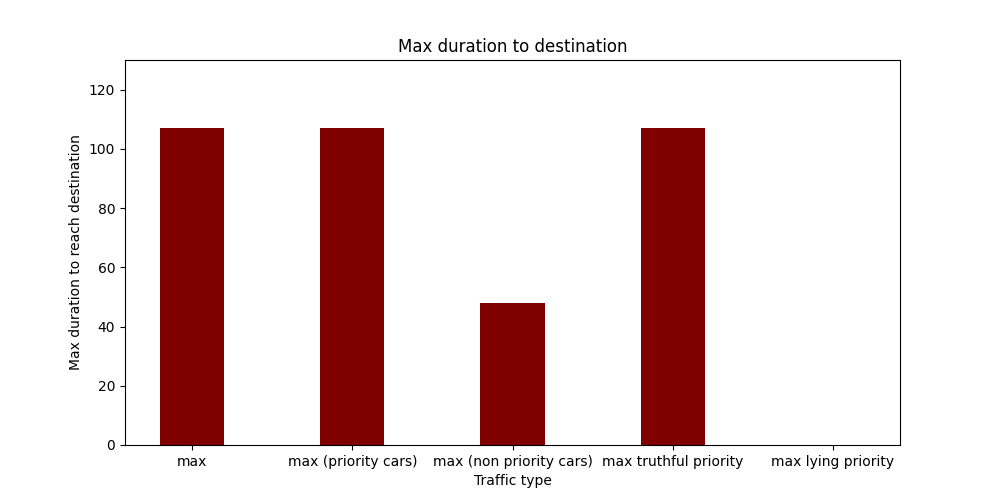 Max duration to destination
Max duration to reach destination
120
100
80
60
40
20
0
max
max (priority cars)
max (non priority cars)
max truthful priority
max lying priority
Traffic type